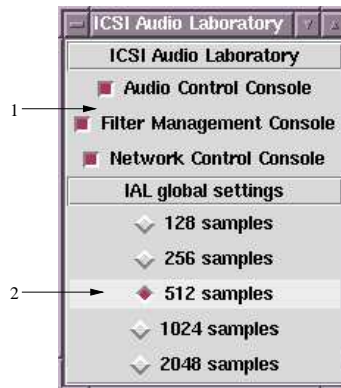 ICSI Audio Laboratory
ICSI Audio Laboratory
Audio Control Console
1
Filter Management Console
Network Control Console
IAL global settings
128 samples
256 samples
2
512 samples
1024 samples
2048 samples